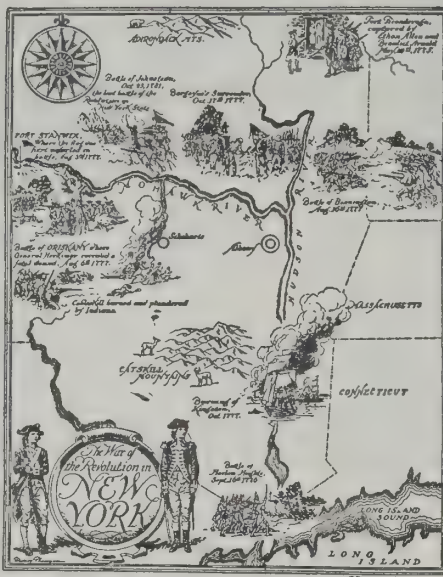 ADIRONDACK MTS.
Fort Ticonderoga,
captured by
Ethan Allen and
Benedict Arnold
May 10th, 1775.
Battle of Johnstown,
Oct 25, 1781,
the last battle of the
Revolution in
New York State
Burgoyne's Surrender
Oct. 17th 1777.
FORT STANWIX,
Where the flag was
first unfurled in
battle, Aug 3rd 1777.
MOHAWK RIVER
Battle of Bennington,
Aug. 16th 1777
Schoharie
Albany
HUDSON
Battle of ORISKANY where
General Herkimer received a
fatal wound, Aug 6th 1777.
Cobleskill burned and plundered
by Indians
MASSACHUSETTS
CATSKILL
MOUNTAINS
CONNECTICUT
Burning of
Kingston,
Oct 1777.
The War of
the Revolution in
NEW
YORK
Battle of
Harlem Heights,
Sept. 16th 1776
LONG ISLAND
SOUND
LONG
ISLAND